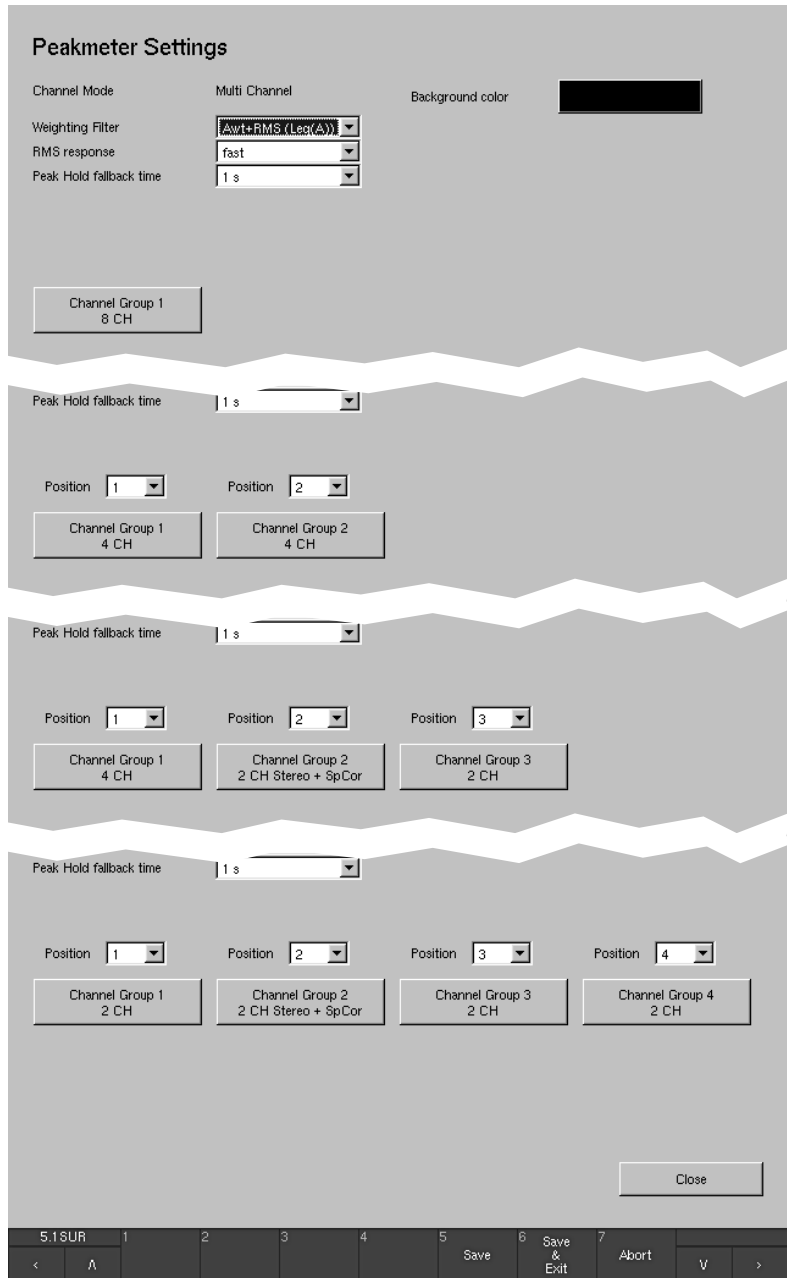 Peakmeter Settings
Channel Mode Multi Channel Background color
Weighting Filter Awt+RMS (Leq(A))
RMS response fast
Peak Hold fallback time 1 s
Channel Group 1
8 CH
Peak Hold fallback time 1 s
Position 1 Position 2
Channel Group 1 Channel Group 2
4 CH 4 CH
Peak Hold fallback time 1 s
Position 1 Position 2 Position 3
Channel Group 1 Channel Group 2 Channel Group 3
4 CH 2 CH Stereo + SpCor 2 CH
Peak Hold fallback time 1 s
Position 1 Position 2 Position 3 Position 4
Channel Group 1 Channel Group 2 Channel Group 3 Channel Group 4
2 CH 2 CH Stereo + SpCor 2 CH 2 CH
Close
5.1SUR 1 2 3 4 5 6 7
Save Save & Exit Abort
< Λ V >